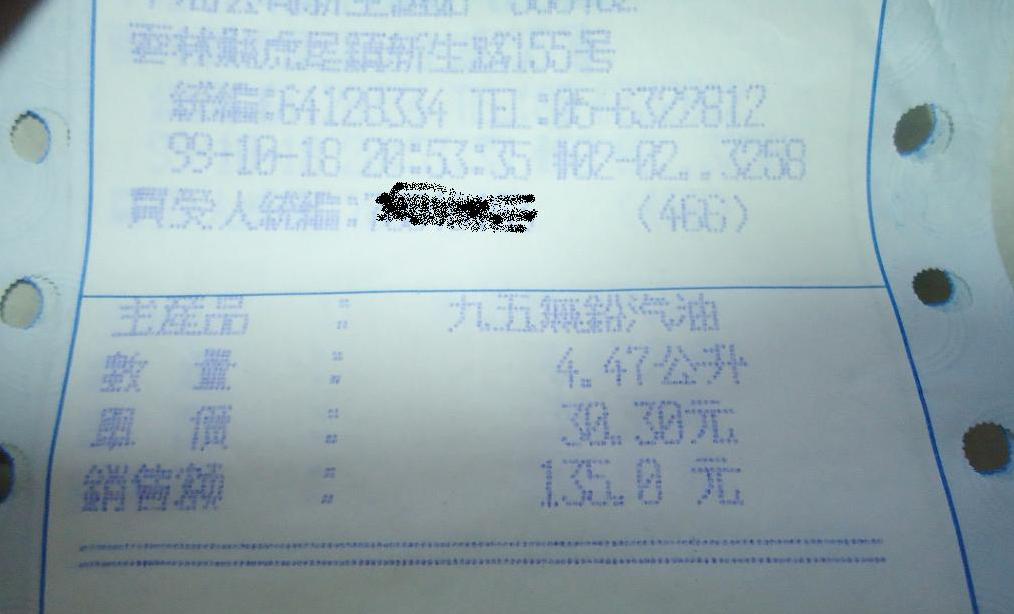 雲林縣虎尾鎮新生路155号
統編:64128334 TEL:05-6322812
99-10-18 20:53:35 #02-02..3258
買受人統編:7 (466)
主產品 : 九五無鉛汽油
數 量 : 4.47公升
單 價 : 30.30元
銷售額 : 135.0 元